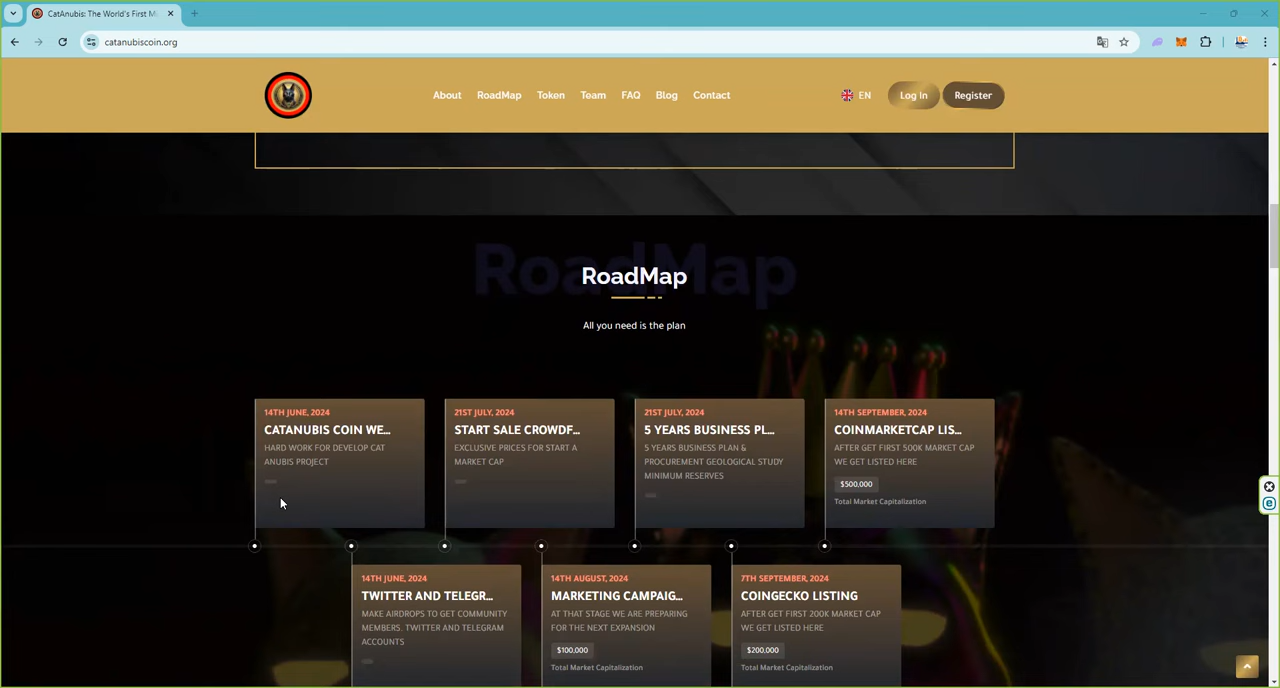 CatAnubis: The World's First Mi
catanubiscoin.org
About
RoadMap
Token
Team
FAQ
Blog
Contact
EN
Log In
Register
RoadMap
RoadMap
All you need is the plan
14TH JUNE, 2024
CATANUBIS COIN WE...
HARD WORK FOR DEVELOP CAT
ANUBIS PROJECT
21ST JULY, 2024
START SALE CROWDF...
EXCLUSIVE PRICES FOR START A
MARKET CAP
21ST JULY, 2024
5 YEARS BUSINESS PL...
5 YEARS BUSINESS PLAN &
PROCUREMENT GEOLOGICAL STUDY
MINIMUM RESERVES
14TH SEPTEMBER, 2024
COINMARKETCAP LIS...
AFTER GET FIRST 500K MARKET CAP
WE GET LISTED HERE
$500,000
Total Market Capitalization
14TH JUNE, 2024
TWITTER AND TELEGR...
MAKE AIRDROPS TO GET COMMUNITY
MEMBERS. TWITTER AND TELEGRAM
ACCOUNTS
14TH AUGUST, 2024
MARKETING CAMPAIG...
AT THAT STAGE WE ARE PREPARING
FOR THE NEXT EXPANSION
$100,000
Total Market Capitalization
7TH SEPTEMBER, 2024
COINGECKO LISTING
AFTER GET FIRST 200K MARKET CAP
WE GET LISTED HERE
$200,000
Total Market Capitalization